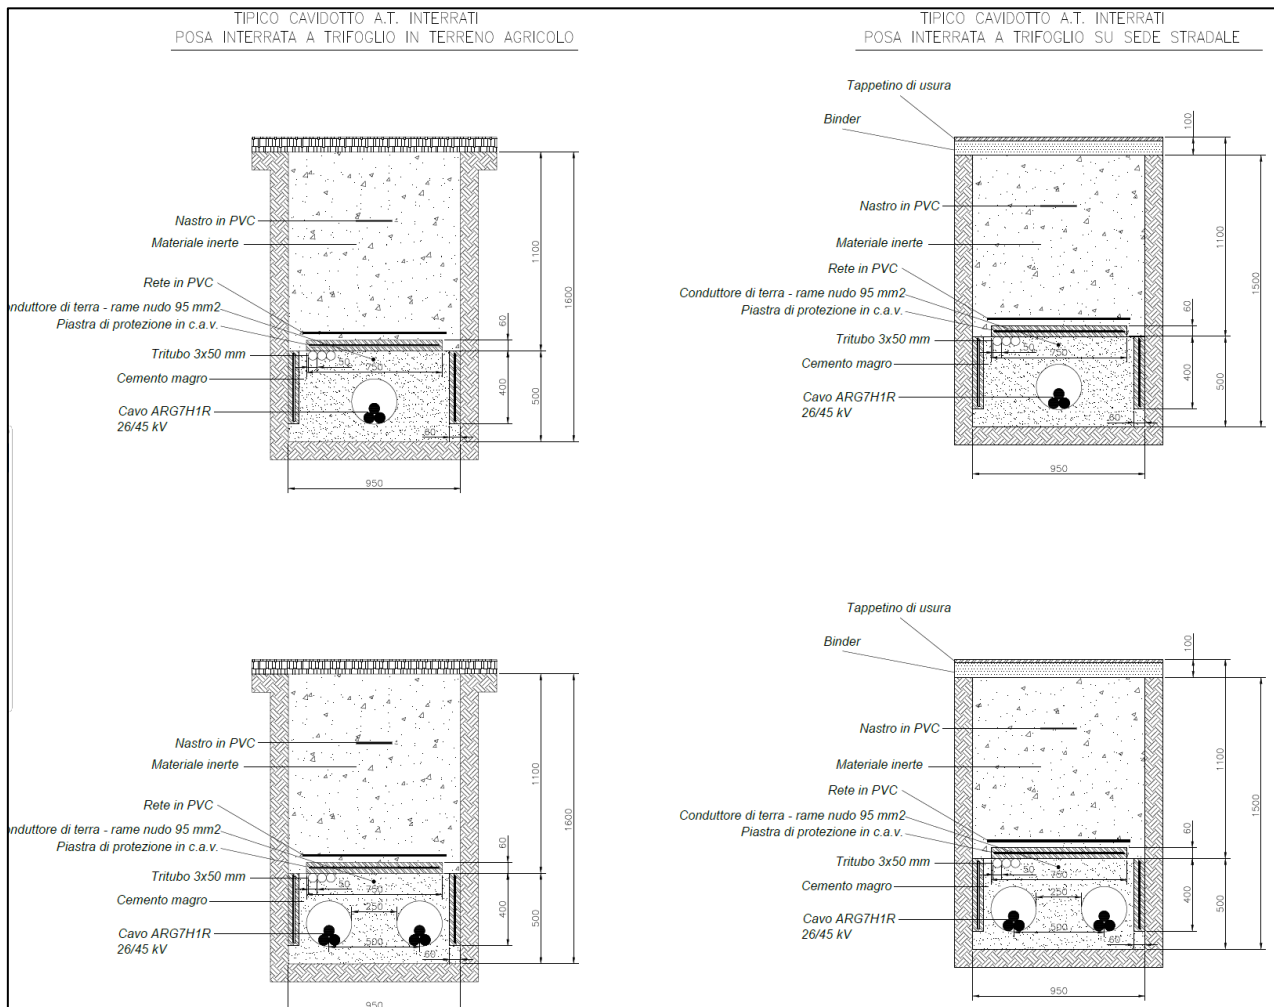 TIPICO CAVIDOTTO A.T. INTERRATI
POSA INTERRATA A TRIFOGLIO IN TERRENO AGRICOLO
Nastro in PVC
Materiale inerte
Rete in PVC
onduttore di terra - rame nudo 95 mm2
Piastra di protezione in c.a.v.
Tritubo 3x50 mm
Cemento magro
Cavo ARG7H1R
26/45 kV
50
750
60
950
60
400
1100
500
1600
TIPICO CAVIDOTTO A.T. INTERRATI
POSA INTERRATA A TRIFOGLIO SU SEDE STRADALE
Tappetino di usura
Binder
Nastro in PVC
Materiale inerte
Rete in PVC
Conduttore di terra - rame nudo 95 mm2
Piastra di protezione in c.a.v.
Tritubo 3x50 mm
Cemento magro
Cavo ARG7H1R
26/45 kV
50
750
60
950
100
60
400
1100
500
1500
Nastro in PVC
Materiale inerte
Rete in PVC
onduttore di terra - rame nudo 95 mm2
Piastra di protezione in c.a.v.
Tritubo 3x50 mm
Cemento magro
Cavo ARG7H1R
26/45 kV
50
750
250
500
60
950
60
400
1100
500
1600
Tappetino di usura
Binder
Nastro in PVC
Materiale inerte
Rete in PVC
Conduttore di terra - rame nudo 95 mm2
Piastra di protezione in c.a.v.
Tritubo 3x50 mm
Cemento magro
Cavo ARG7H1R
26/45 kV
50
750
250
500
60
950
100
60
400
1100
500
1500